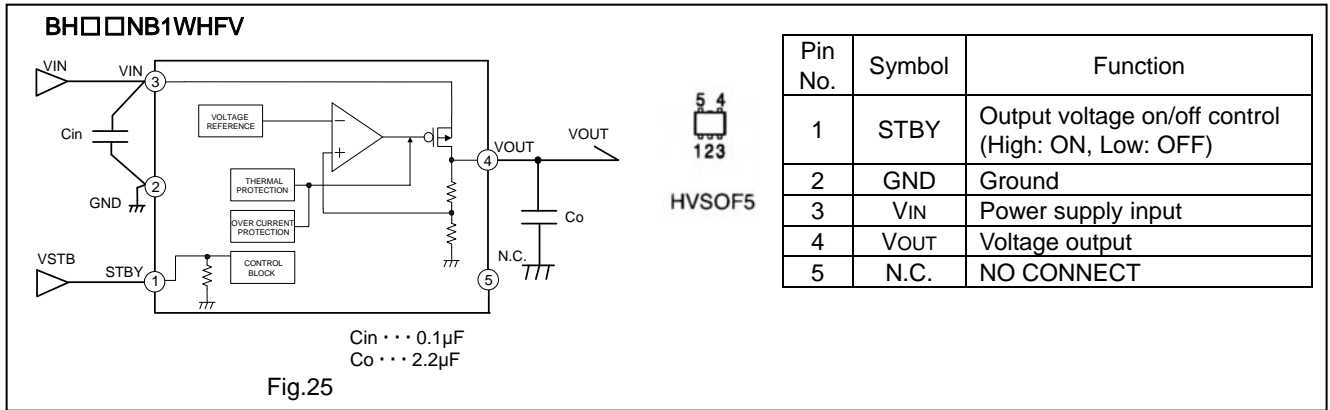 BH□□NB1WHFV
VIN
VIN
3
Cin
VOLTAGE
REFERENCE
−
+
VOUT
4
VOUT
THERMAL
PROTECTION
2
GND
OVER CURRENT
PROTECTION
Co
VSTB
STBY
1
CONTROL
BLOCK
N.C.
5
Cin・・・0.1μF
Co・・・2.2μF
Fig.25
5 4
123
HVSOF5
Pin No. Symbol Function
1 STBY Output voltage on/off control (High: ON, Low: OFF)
2 GND Ground
3 VIN Power supply input
4 VOUT Voltage output
5 N.C. NO CONNECT